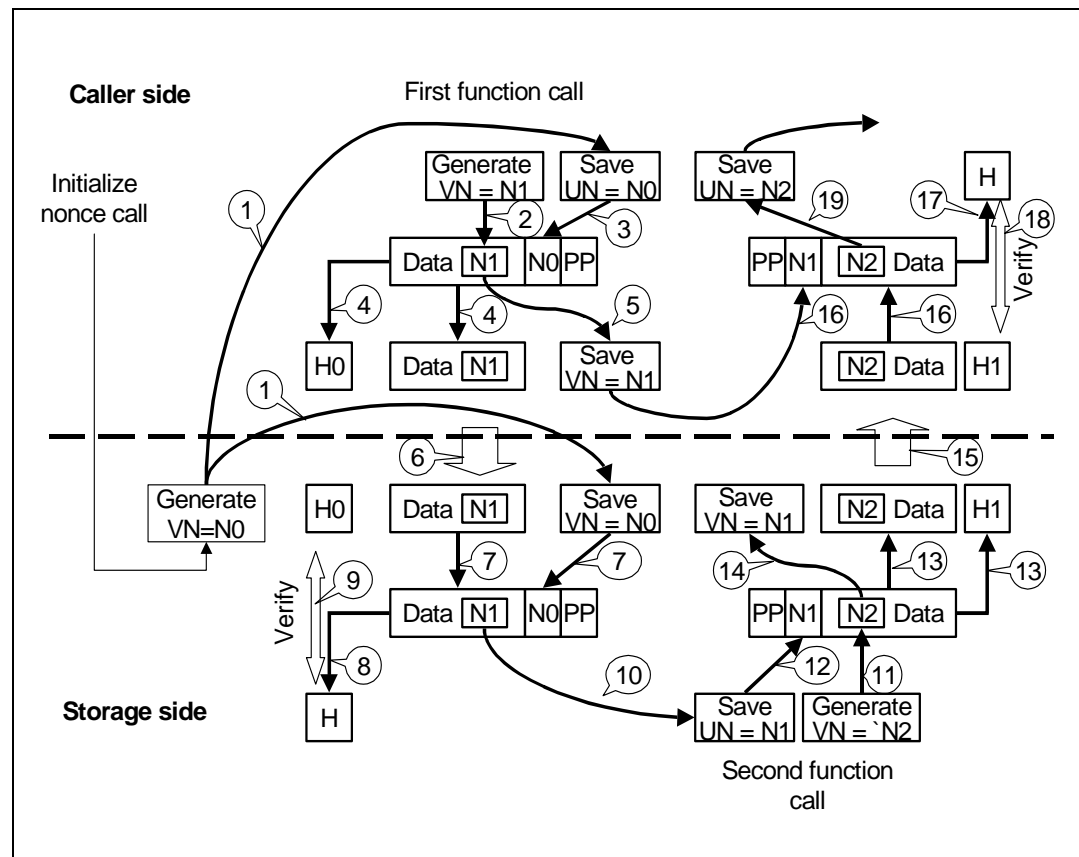 Caller side
First function call
Initialize
nonce call
Generate
VN = N1
Save
UN = N0
Save
UN = N2
H
1
2
3
19
17
18
Verify
Data N1 N0 PP
PP N1 N2 Data
4
4
5
16
16
H0
Data N1
Save
VN = N1
N2 Data
H1
1
6
15
Generate
VN=N0
H0
Data N1
Save
VN = N0
Save
VN = N1
N2 Data
H1
9
Verify
7
7
14
13
13
Data N1 N0 PP
PP N1 N2 Data
8
10
12
11
Storage side
H
Save
UN = N1
Generate
VN = `N2
Second function
call